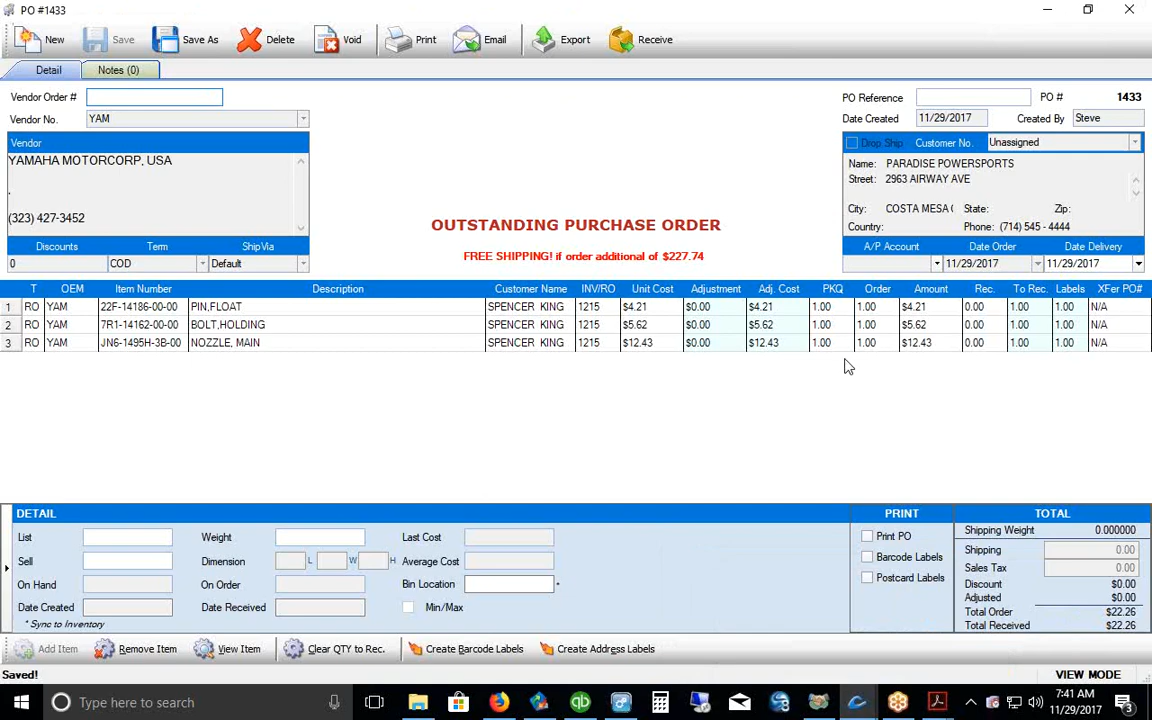 PO #1433
New Save Save As Delete Void Print Email Export Receive
Detail Notes (0)
Vendor Order # PO Reference PO # 1433
Vendor No. YAM Date Created 11/29/2017 Created By Steve
Vendor Drop Ship Customer No. Unassigned
YAMAHA MOTORCORP, USA Name: PARADISE POWERSPORTS
Street: 2963 AIRWAY AVE
.
City: COSTA MESA ( State: Zip:
(323) 427-3452 OUTSTANDING PURCHASE ORDER Country: Phone: (714) 545 - 4444
Discounts Term ShipVia A/P Account Date Order Date Delivery
FREE SHIPPING! if order additional of $227.74
0 COD Default 11/29/2017 11/29/2017
T OEM Item Number Description Customer Name INV/RO Unit Cost Adjustment Adj. Cost PKQ Order Amount Rec. To Rec. Labels XFer PO#
1 RO YAM 22F-14186-00-00 PIN,FLOAT SPENCER KING 1215 $4.21 $0.00 $4.21 1.00 1.00 $4.21 0.00 1.00 1.00 N/A
2 RO YAM 7R1-14162-00-00 BOLT,HOLDING SPENCER KING 1215 $5.62 $0.00 $5.62 1.00 1.00 $5.62 0.00 1.00 1.00 N/A
3 RO YAM JN6-1495H-3B-00 NOZZLE, MAIN SPENCER KING 1215 $12.43 $0.00 $12.43 1.00 1.00 $12.43 0.00 1.00 1.00 N/A
DETAIL PRINT TOTAL
List Weight Last Cost Print PO Shipping Weight 0.000000
Shipping 0.00
Sell Dimension L W H Average Cost Barcode Labels Sales Tax 0.00
On Hand On Order Bin Location * Postcard Labels Discount $0.00
Adjusted $0.00
Date Created Date Received Min/Max Total Order $22.26
* Sync to Inventory Total Received $22.26
Add Item Remove Item View Item Clear QTY to Rec. Create Barcode Labels Create Address Labels
Saved! VIEW MODE
Type here to search 7:41 AM
11/29/2017 3